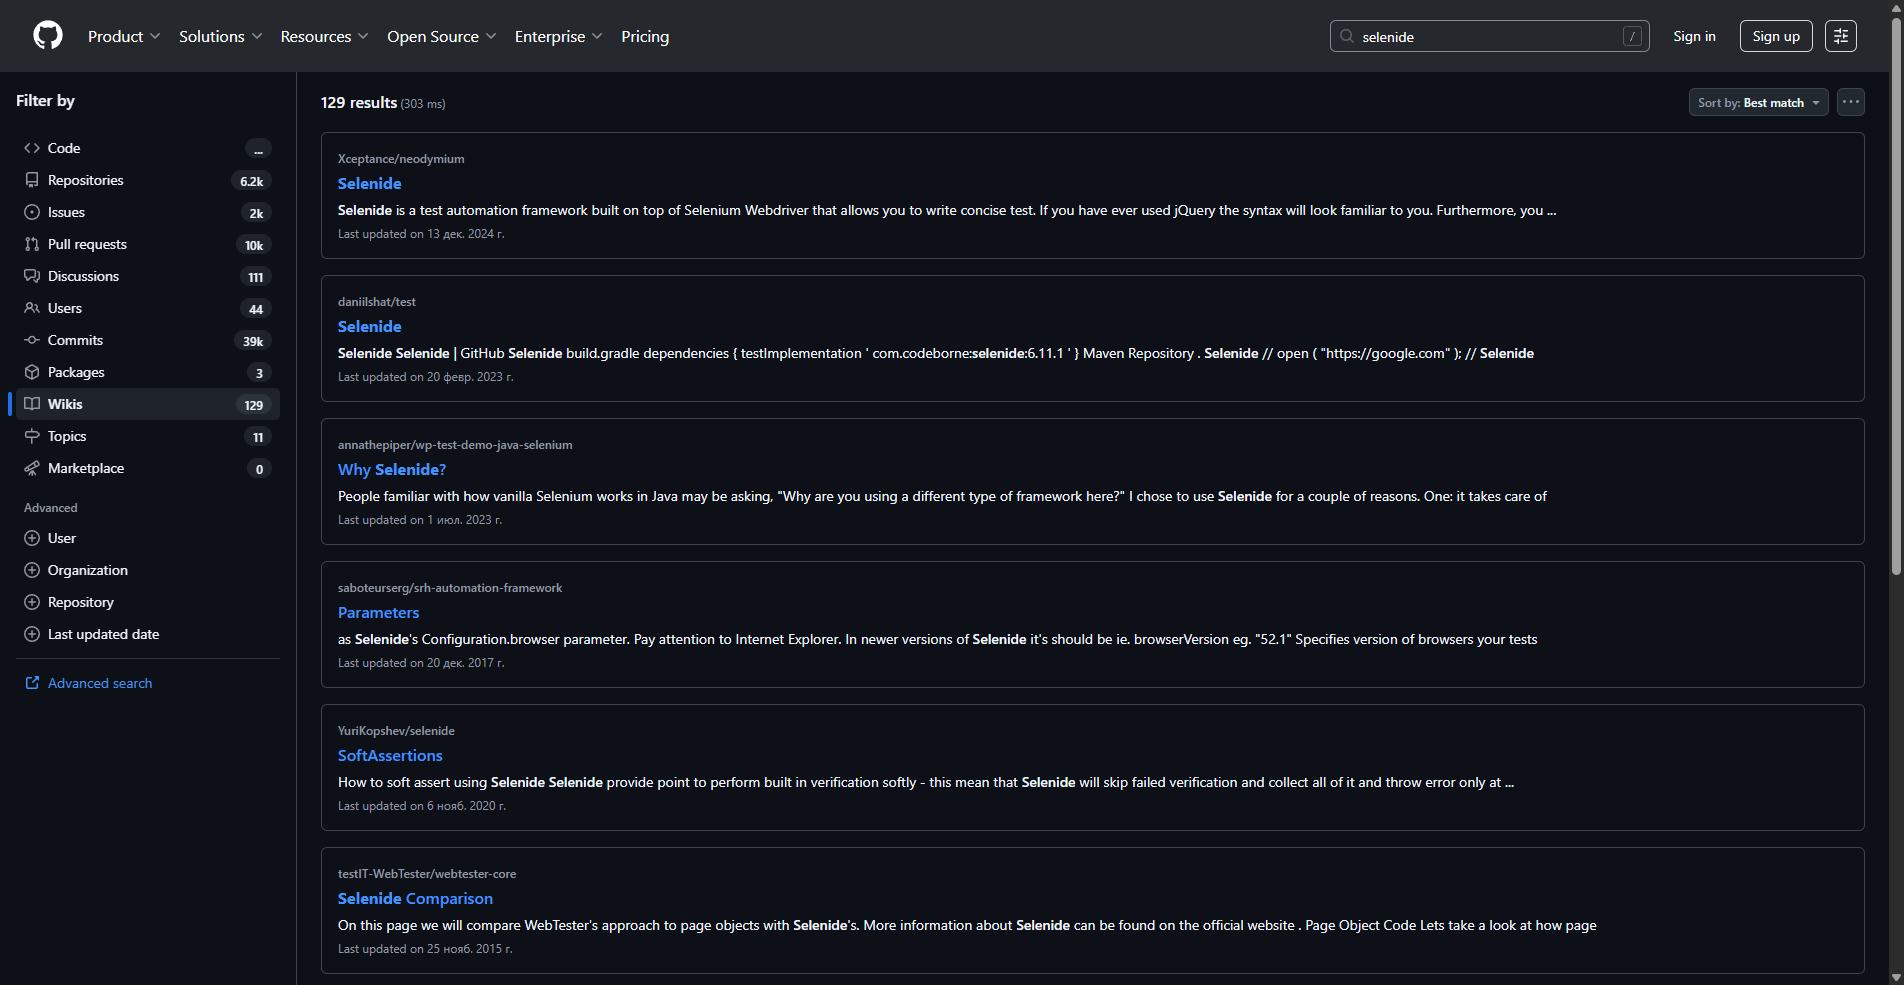 Product Solutions Resources Open Source Enterprise Pricing selenide / Sign in Sign up
Filter by
Code ...
Repositories 6.2k
Issues 2k
Pull requests 10k
Discussions 111
Users 44
Commits 39k
Packages 3
Wikis 129
Topics 11
Marketplace 0
Advanced
User
Organization
Repository
Last updated date
Advanced search
129 results (303 ms)
Sort by: Best match
Xceptance/neodymium
Selenide
Selenide is a test automation framework built on top of Selenium Webdriver that allows you to write concise test. If you have ever used jQuery the syntax will look familiar to you. Furthermore, you ...
Last updated on 13 дек. 2024 г.
daniilshat/test
Selenide
Selenide Selenide | GitHub Selenide build.gradle dependencies { testImplementation ' com.codeborne:selenide:6.11.1 ' } Maven Repository . Selenide // open ( "https://google.com" ); // Selenide
Last updated on 20 февр. 2023 г.
annathepiper/wp-test-demo-java-selenium
Why Selenide?
People familiar with how vanilla Selenium works in Java may be asking, "Why are you using a different type of framework here?" I chose to use Selenide for a couple of reasons. One: it takes care of
Last updated on 1 июл. 2023 г.
saboteurserg/srh-automation-framework
Parameters
as Selenide's Configuration.browser parameter. Pay attention to Internet Explorer. In newer versions of Selenide it's should be ie. browserVersion eg. "52.1" Specifies version of browsers your tests
Last updated on 20 дек. 2017 г.
YuriKopshev/selenide
SoftAssertions
How to soft assert using Selenide Selenide provide point to perform built in verification softly - this mean that Selenide will skip failed verification and collect all of it and throw error only at ...
Last updated on 6 нояб. 2020 г.
testIT-WebTester/webtester-core
Selenide Comparison
On this page we will compare WebTester's approach to page objects with Selenide's. More information about Selenide can be found on the official website . Page Object Code Lets take a look at how page
Last updated on 25 нояб. 2015 г.